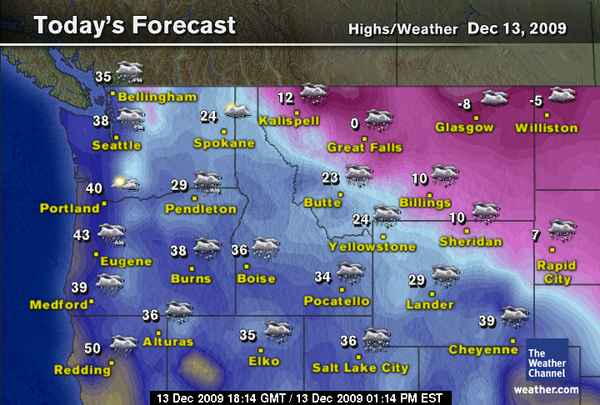 Today's Forecast
Highs/Weather Dec 13, 2009
35
PM
Bellingham
38
Seattle
24
Spokane
12
Kalispell
0
Great Falls
-8
Glasgow
-5
Williston
40
Portland
29
AM
Pendleton
23
Butte
10
Billings
24
Yellowstone
10
Sheridan
7
Rapid
City
43
AM
Eugene
38
Burns
36
Boise
34
Pocatello
29
Lander
39
Medford
36
Alturas
35
Elko
36
Salt Lake City
39
Cheyenne
50
Redding
The
Weather
Channel
weather.com
13 Dec 2009 18:14 GMT / 13 Dec 2009 01:14 PM EST